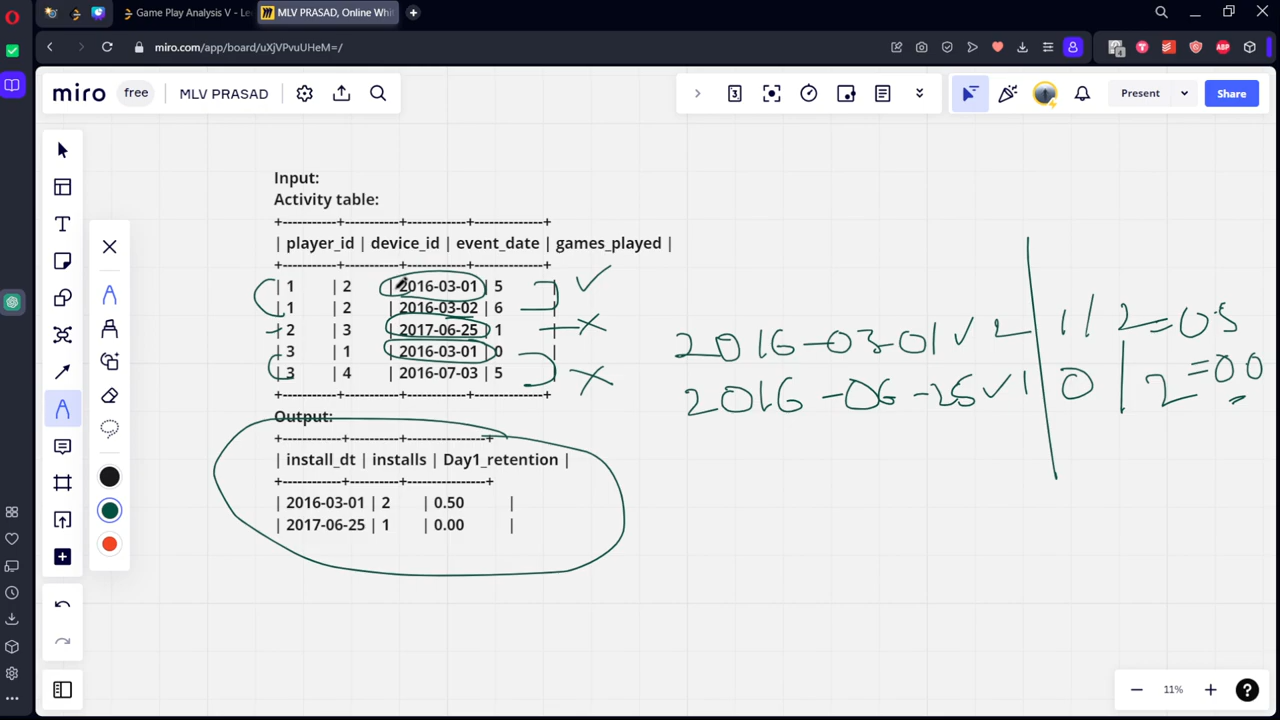 Game Play Analysis V - Le
MLV PRASAD, Online Whi
miro.com/app/board/uXjVPvuUHeM=/
miro free MLV PRASAD
Present Share
Input:
Activity table:
+-----------+-----------+------------+--------------+
| player_id | device_id | event_date | games_played |
+-----------+-----------+------------+--------------+
| 1 | 2 | 2016-03-01 | 5 |
| 1 | 2 | 2016-03-02 | 6 |
| 2 | 3 | 2017-06-25 | 1 |
| 3 | 1 | 2016-03-01 | 0 |
| 3 | 4 | 2016-07-03 | 5 |
+-----------+-----------+------------+--------------+
Output:
+------------+----------+----------------+
| install_dt | installs | Day1_retention |
+------------+----------+----------------+
| 2016-03-01 | 2 | 0.50 |
| 2017-06-25 | 1 | 0.00 |
2016-03-01 ✓ 2 1/2=0.5
2016-06-25 ✓ 1 0/2=00
11%